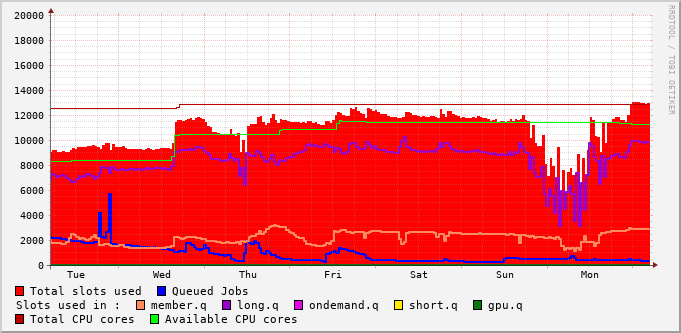 20000
18000
16000
14000
12000
10000
8000
6000
4000
2000
0
Tue Wed Thu Fri Sat Sun Mon
RRDTOOL / TOBI OETIKER
Total slots used Queued Jobs
Slots used in : member.q long.q ondemand.q short.q gpu.q
Total CPU cores Available CPU cores